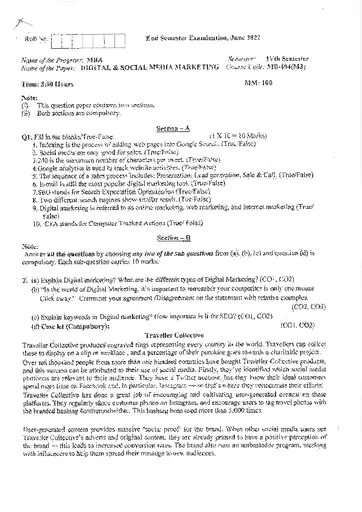 Roll No.
End Semester Examination, June 2022
Name of the Program: MBA Semester: IVth Semester
Name of the Paper: DIGITAL & SOCIAL MEDIA MARKETING Course Code: MB-404(M3)
Time: 3:00 Hours MM: 100
Note:
(i) This question paper contains two sections.
(ii) Both sections are compulsory.
Section – A
Q1. Fill in the blanks/True-False. (1 X 10 = 10 Marks)
1. Indexing is the process of adding web pages into Google Search. (True/False)
2. Social media are only good for sales. (True/False)
3. 240 is the maximum number of characters per tweet. (True/False)
4. Google analytics is used to track website activities. (True/False)
5. The sequence of a sales process includes: Presentation, Lead generation, Sale & Call. (True/False)
6. E-mail is still the most popular digital marketing tool. (True/False)
7. SEO stands for Search Expression Optimization (True/False)
8. Two different search engines show similar result. (True/False)
9. Digital marketing is referred to as online marketing, web marketing, and internet marketing (True/
False)
10. CTA stands for Computer Tracked Actions (True/False)
Section – B
Note:
Answer all the questions by choosing any two of the sub questions from (a), (b), (c) and question (d) is
compulsory. Each sub-question carries 10 marks.
2. (a) Explain Digital marketing? What are the different types of Digital Marketing? (CO1, CO2)
(b) "In the world of Digital Marketing, it's important to remember your competitor is only one mouse
Click away." Comment your agreement /Disagreement on the statement with relative examples.
(CO2, CO3)
(c) Explain keywords in Digital marketing? How important is it for SEO? (CO1, CO2)
(d) Case let (Compulsory): (CO1, CO2)
Traveller Collective
Traveller Collective produces engraved rings representing every country in the world. Travellers can collect
these to display on a clip or necklace, and a percentage of their purchase goes towards a charitable project.
Over ten thousand people from more than one hundred countries have bought Traveller Collective products,
and this success can be attributed to their use of social media. Firstly, they've identified which social media
platforms are relevant to their audience. They have a Twitter account, but they know their ideal customers
spend more time on Facebook and, in particular, Instagram — so that's where they concentrate their efforts.
Traveller Collective has done a great job of encouraging and cultivating user-generated content on these
platforms. They regularly share customer photos on Instagram, and encourage users to tag travel photos with
the branded hashtag This hashtag been used more than 5,000 times.
User-generated content provides massive "social proof" for the brand. When other social media users see
Traveller Collective's adverts and original content, they are already primed to have a positive perception of
the brand — this leads to increased conversion rates. The brand also runs an ambassador program, working
with influencers to help them spread their message to new audiences.